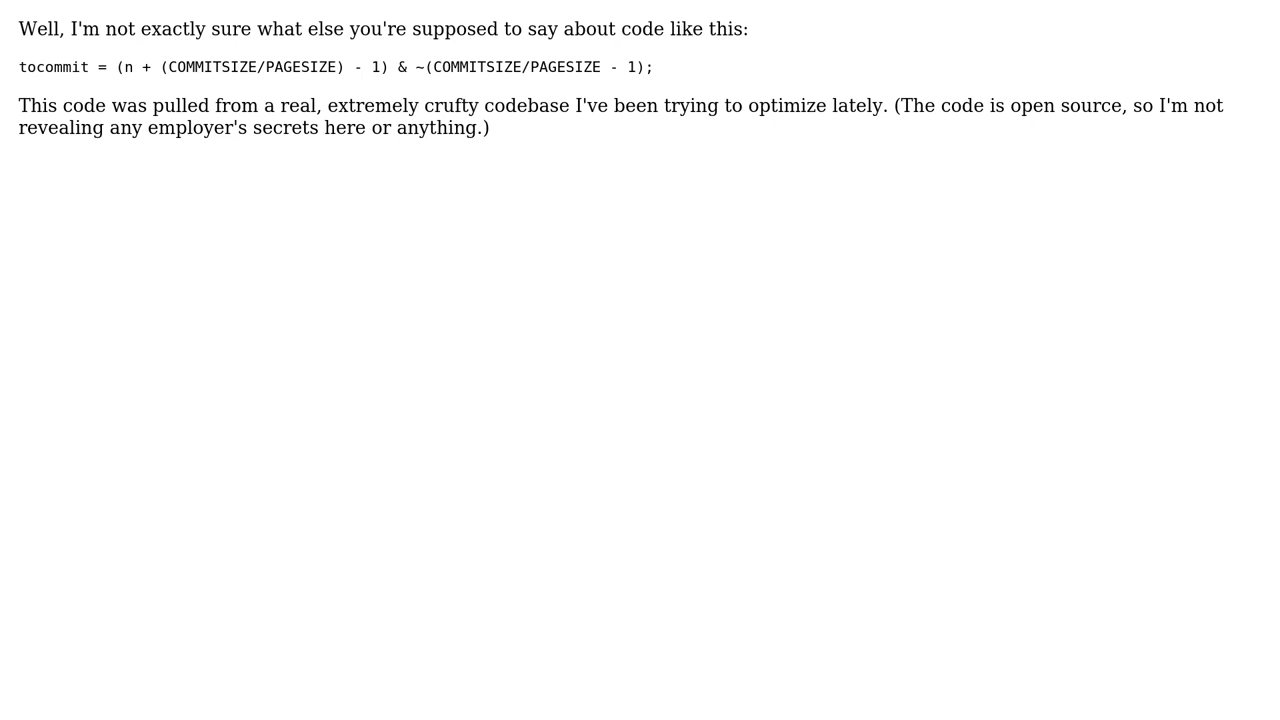 Well, I'm not exactly sure what else you're supposed to say about code like this:
tocommit = (n + (COMMITSIZE/PAGESIZE) - 1) & ~(COMMITSIZE/PAGESIZE - 1);
This code was pulled from a real, extremely crufty codebase I've been trying to optimize lately. (The code is open source, so I'm not
revealing any employer's secrets here or anything.)